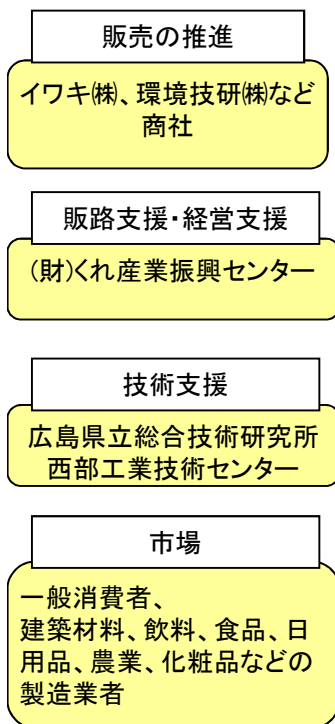 販売の推進
イワキ㈱、環境技研㈱など
商社
販路支援・経営支援
(財)くれ産業振興センター
技術支援
広島県立総合技術研究所
西部工業技術センター
市場
一般消費者、
建築材料、飲料、食品、日
用品、農業、化粧品などの
製造業者